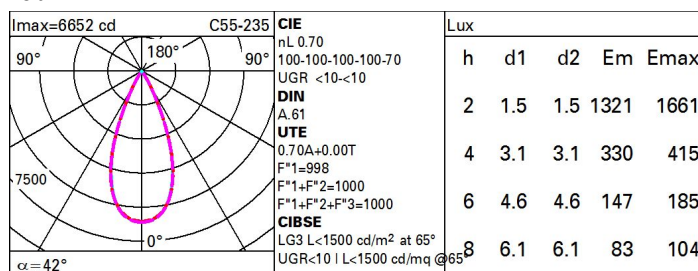 Imax=6652 cd C55-235
90° 180° 90°
7500
0°
α=42°
CIE
nL 0.70
100-100-100-100-70
UGR <10-<10
DIN
A.61
UTE
0.70A+0.00T
F"1=998
F"1+F"2=1000
F"1+F"2+F"3=1000
CIBSE
LG3 L<1500 cd/m² at 65°
UGR<10 | L<1500 cd/mq @65°
Lux
h d1 d2 Em Emax
2 1.5 1.5 1321 1661
4 3.1 3.1 330 415
6 4.6 4.6 147 185
8 6.1 6.1 83 104